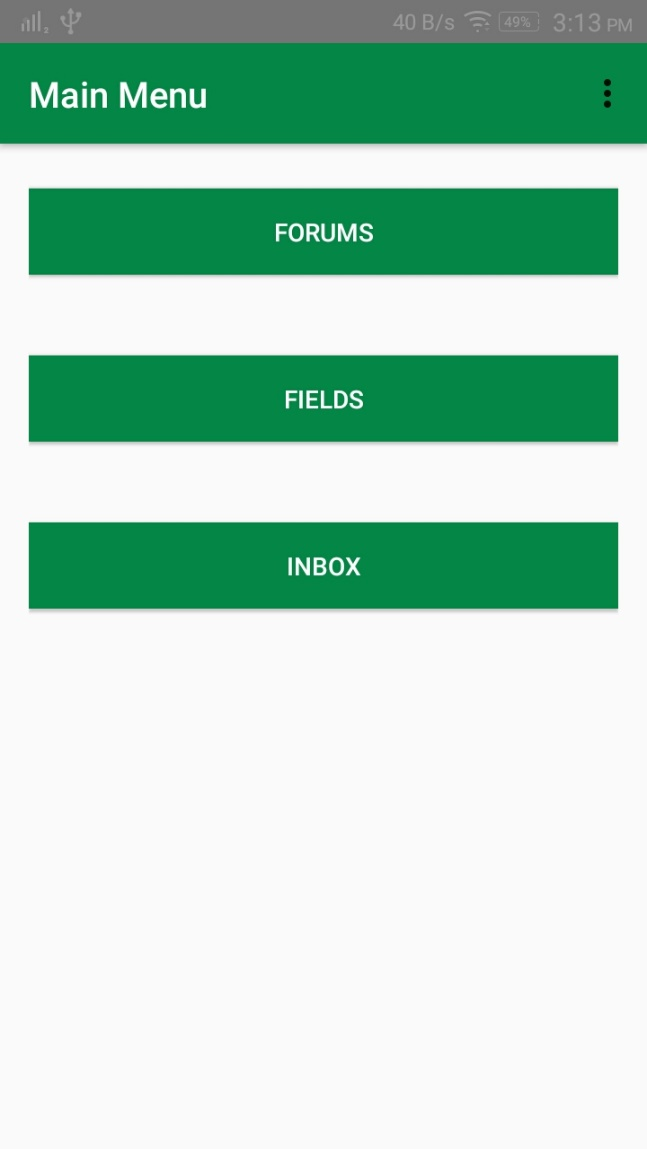 40 B/s 49% 3:13 PM
Main Menu
FORUMS
FIELDS
INBOX